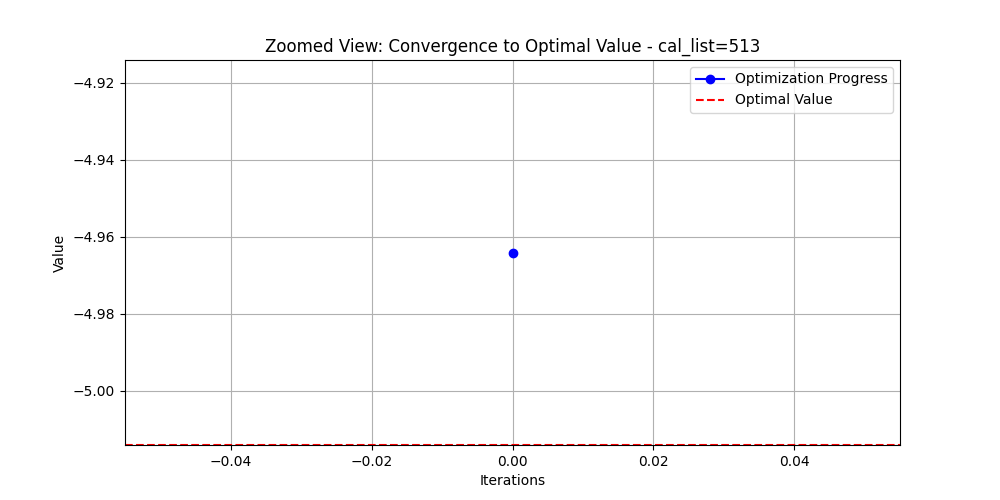 Zoomed View: Convergence to Optimal Value - cal_list=513
Optimization Progress
Optimal Value
−4.92
−4.94
−4.96
−4.98
−5.00
Value
−0.04
−0.02
0.00
0.02
0.04
Iterations